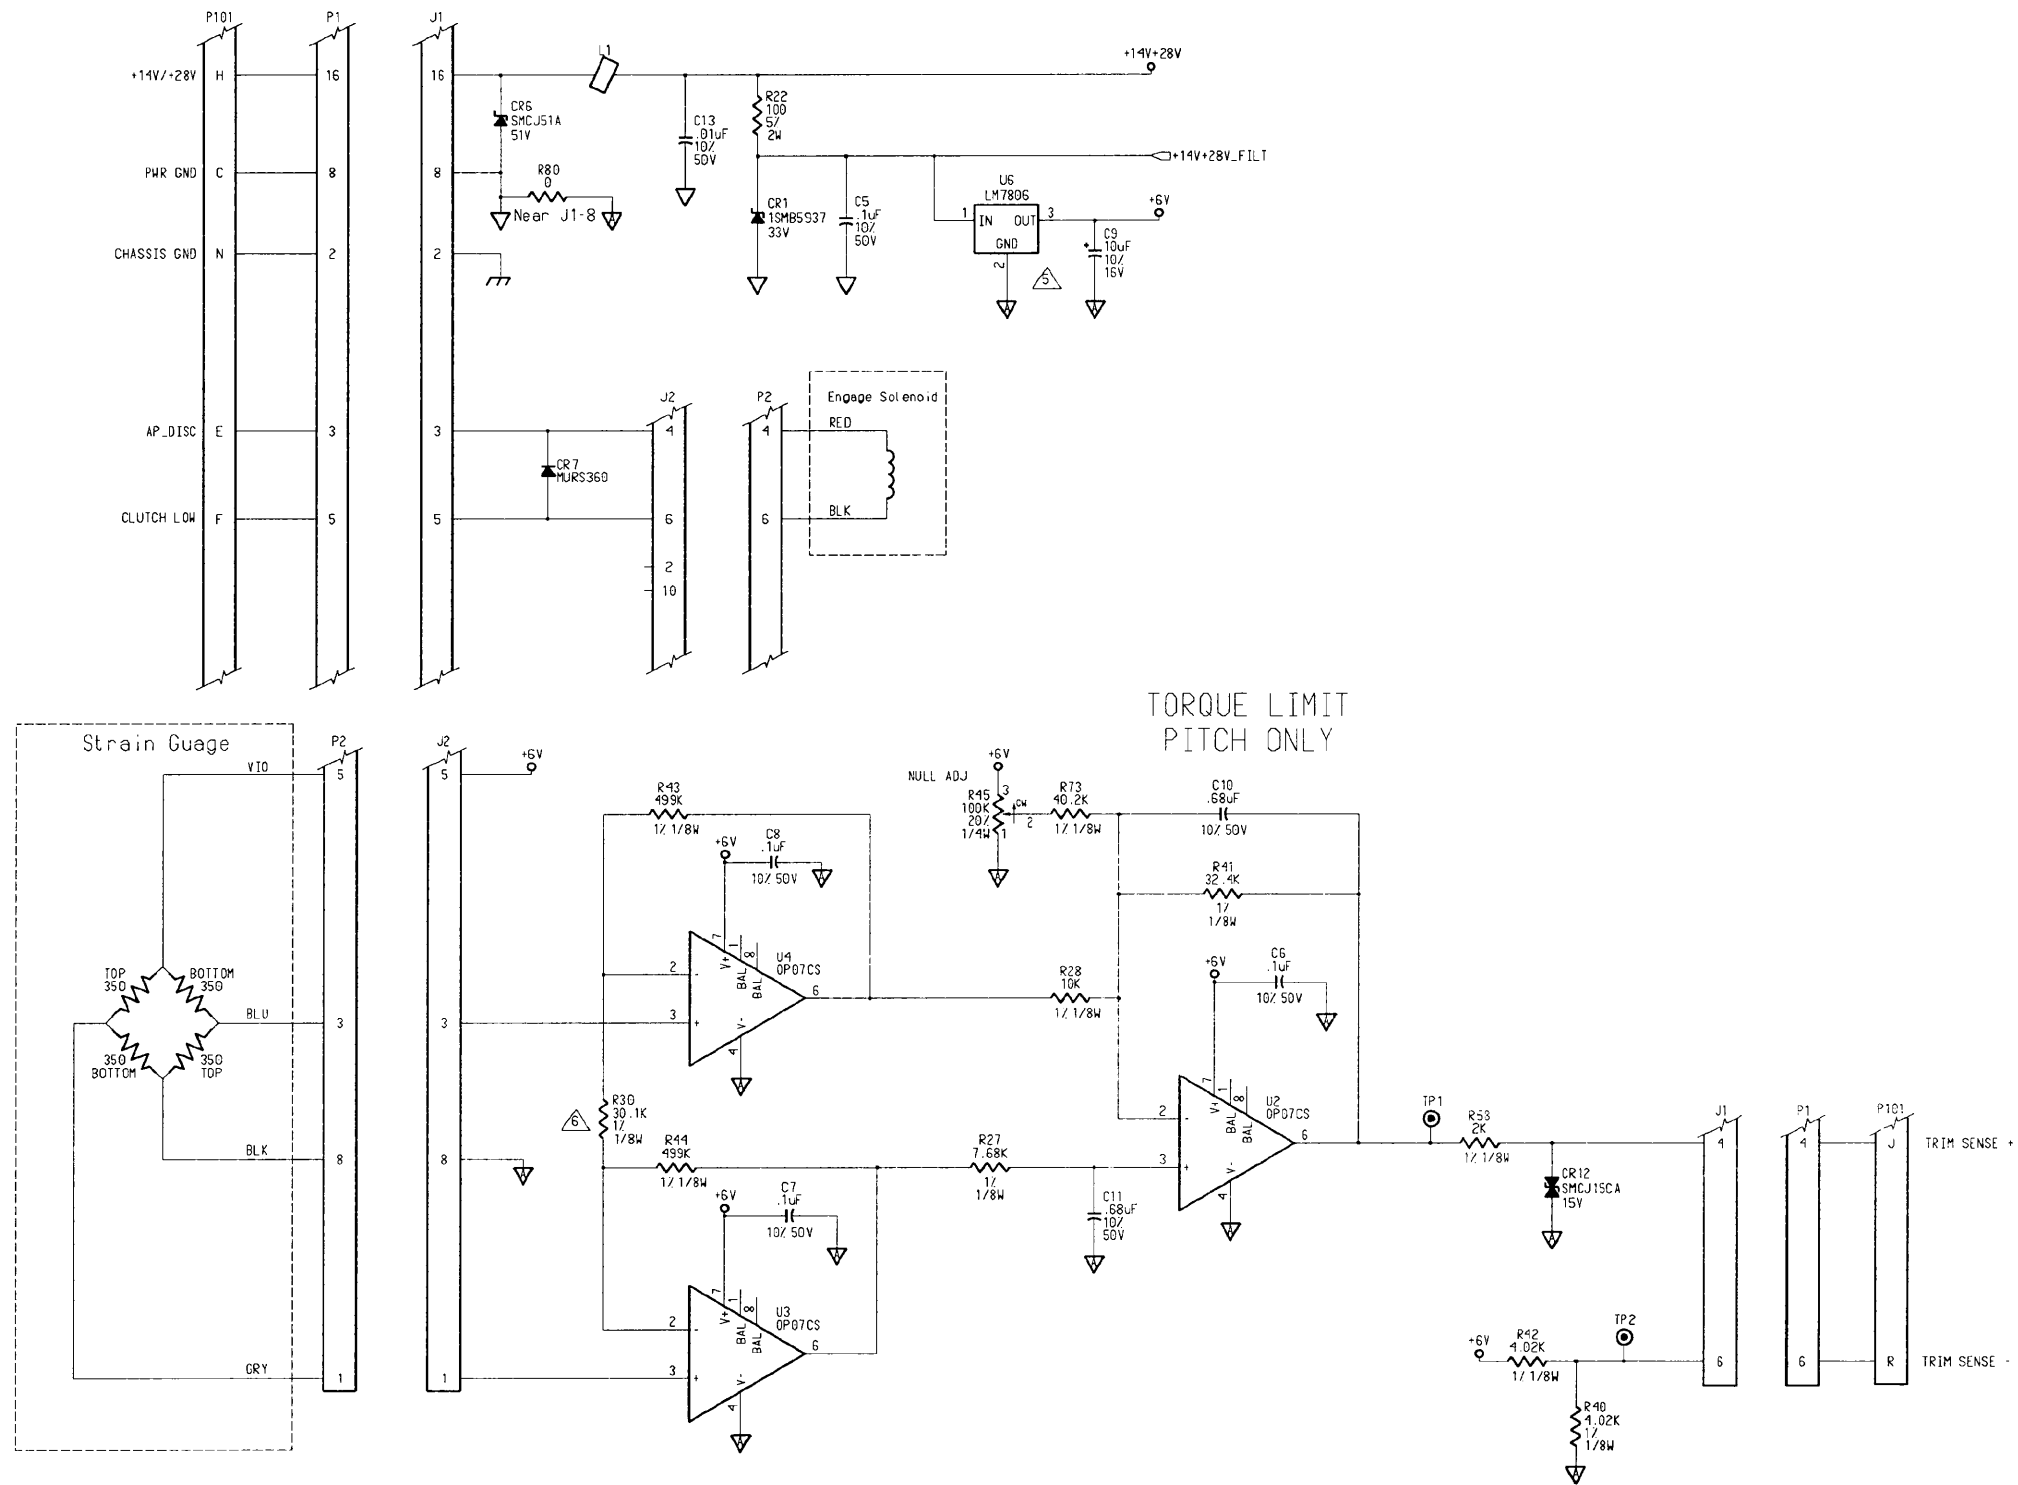 P101
P1
J1
+14V/+28V
H
16
16
L1
+14V+28V
CR6
SMCJ51A
51V
C13
.01uF
10%
50V
R22
100
5%
2W
+14V+28V_FILT
PWR GND
C
8
8
R80
0
Near J1-8
A
CR1
1SMB5937
33V
C5
.1uF
10%
50V
U6
LM7806
1
IN
OUT
3
GND
2
5
A
+6V
C9
+
10uF
10%
16V
A
CHASSIS GND
N
2
2
J2
P2
Engage Solenoid
AP_DISC
E
3
3
4
4
RED
CR7
MURS360
CLUTCH LOW
F
5
5
6
6
BLK
2
10
TORQUE LIMIT
PITCH ONLY
Strain Guage
P2
J2
VIO
5
5
+6V
TOP
350
BOTTOM
350
BLU
3
3
350
BOTTOM
350
TOP
BLK
8
8
A
GRY
1
1
R43
499K
1% 1/8W
+6V
C8
.1uF
10% 50V
A
7
V+
1
BAL
8
BAL
U4
OP07CS
2
-
3
+
6
V-
4
A
6
R30
30.1K
1%
1/8W
R44
499K
1% 1/8W
+6V
C7
.1uF
10% 50V
A
7
V+
1
BAL
8
BAL
U3
OP07CS
2
-
3
+
6
V-
4
A
NULL ADJ
+6V
R45
100K
20%
1/4W
3
CW
2
1
A
R73
40.2K
1% 1/8W
C10
.68uF
10% 50V
R41
32.4K
1%
1/8W
R28
10K
1% 1/8W
+6V
C6
.1uF
10% 50V
A
R27
7.68K
1%
1/8W
C11
.68uF
10%
50V
A
7
V+
1
BAL
8
BAL
U2
OP07CS
2
-
3
+
6
V-
4
A
TP1
R53
2K
1% 1/8W
CR12
SMCJ15CA
15V
A
J1
P1
P101
4
4
J
TRIM SENSE +
+6V
R42
4.02K
1% 1/8W
TP2
6
6
R
TRIM SENSE -
R40
4.02K
1%
1/8W
A